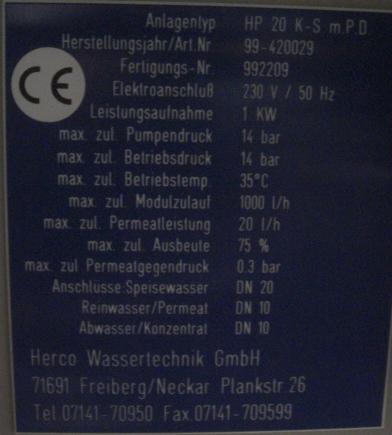 Anlagentyp HP 20 K-S m.P.D
Herstellungsjahr/Art.Nr 99-420029
Fertigungs-Nr. 992209
CE
Elektroanschluß 230 V / 50 Hz
Leistungsaufnahme 1 KW
max. zul. Pumpendruck 14 bar
max. zul. Betriebsdruck 14 bar
max. zul. Betriebstemp. 35°C
max. zul. Modulzulauf 1000 l/h
max. zul. Permeatleistung 20 l/h
max. zul. Ausbeute 75 %
max. zul Permeatgegendruck 0.3 bar
Anschlüsse:Speisewasser DN 20
Reinwasser/Permeat DN 10
Abwasser/Konzentrat DN 10
Herco Wassertechnik GmbH
71691 Freiberg/Neckar Plankstr.26
Tel.07141-70950 Fax.07141-709599